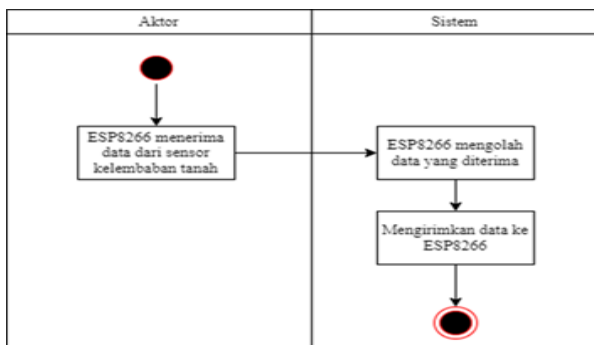 Aktor
Sistem
ESP8266 menerima
data dari sensor
kelembaban tanah
ESP8266 mengolah
data yang diterima
Mengirimkan data ke
ESP8266